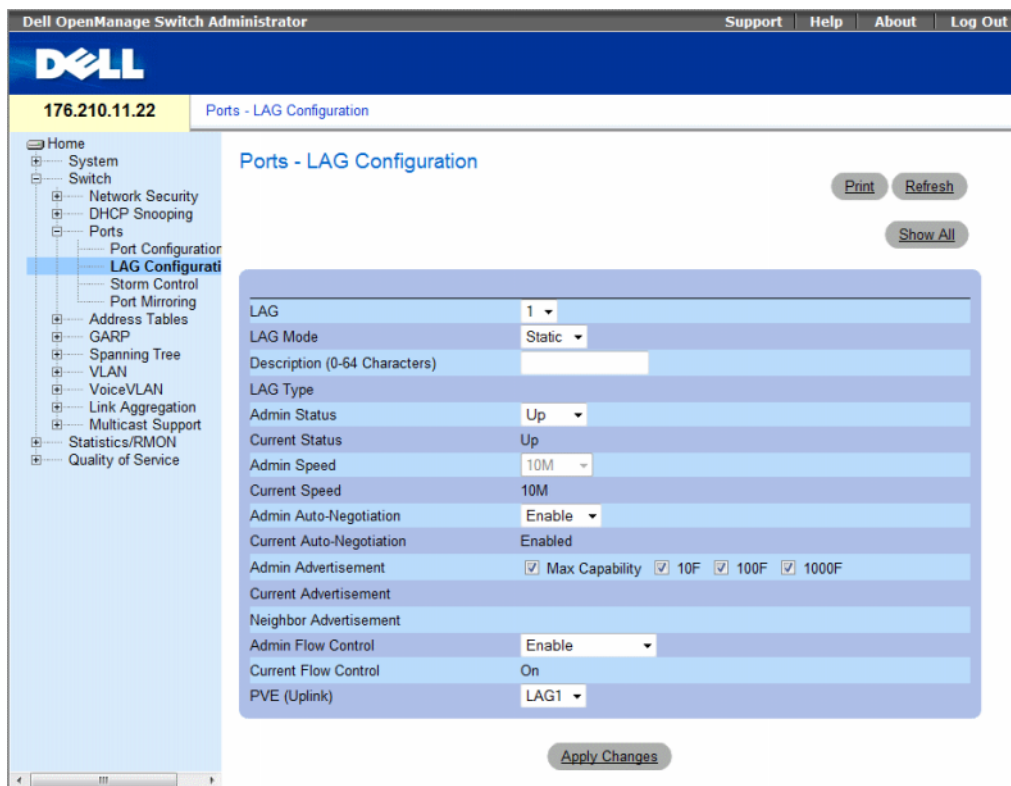 Dell OpenManage Switch Administrator Support Help About Log Out
DELL
176.210.11.22 Ports - LAG Configuration
Home
System
Switch
Network Security
DHCP Snooping
Ports
Port Configuration
LAG Configurati
Storm Control
Port Mirroring
Address Tables
GARP
Spanning Tree
VLAN
VoiceVLAN
Link Aggregation
Multicast Support
Statistics/RMON
Quality of Service
Ports - LAG Configuration
Print Refresh
Show All
LAG 1
LAG Mode Static
Description (0-64 Characters)
LAG Type
Admin Status Up
Current Status Up
Admin Speed 10M
Current Speed 10M
Admin Auto-Negotiation Enable
Current Auto-Negotiation Enabled
Admin Advertisement Max Capability 10F 100F 1000F
Current Advertisement
Neighbor Advertisement
Admin Flow Control Enable
Current Flow Control On
PVE (Uplink) LAG1
Apply Changes